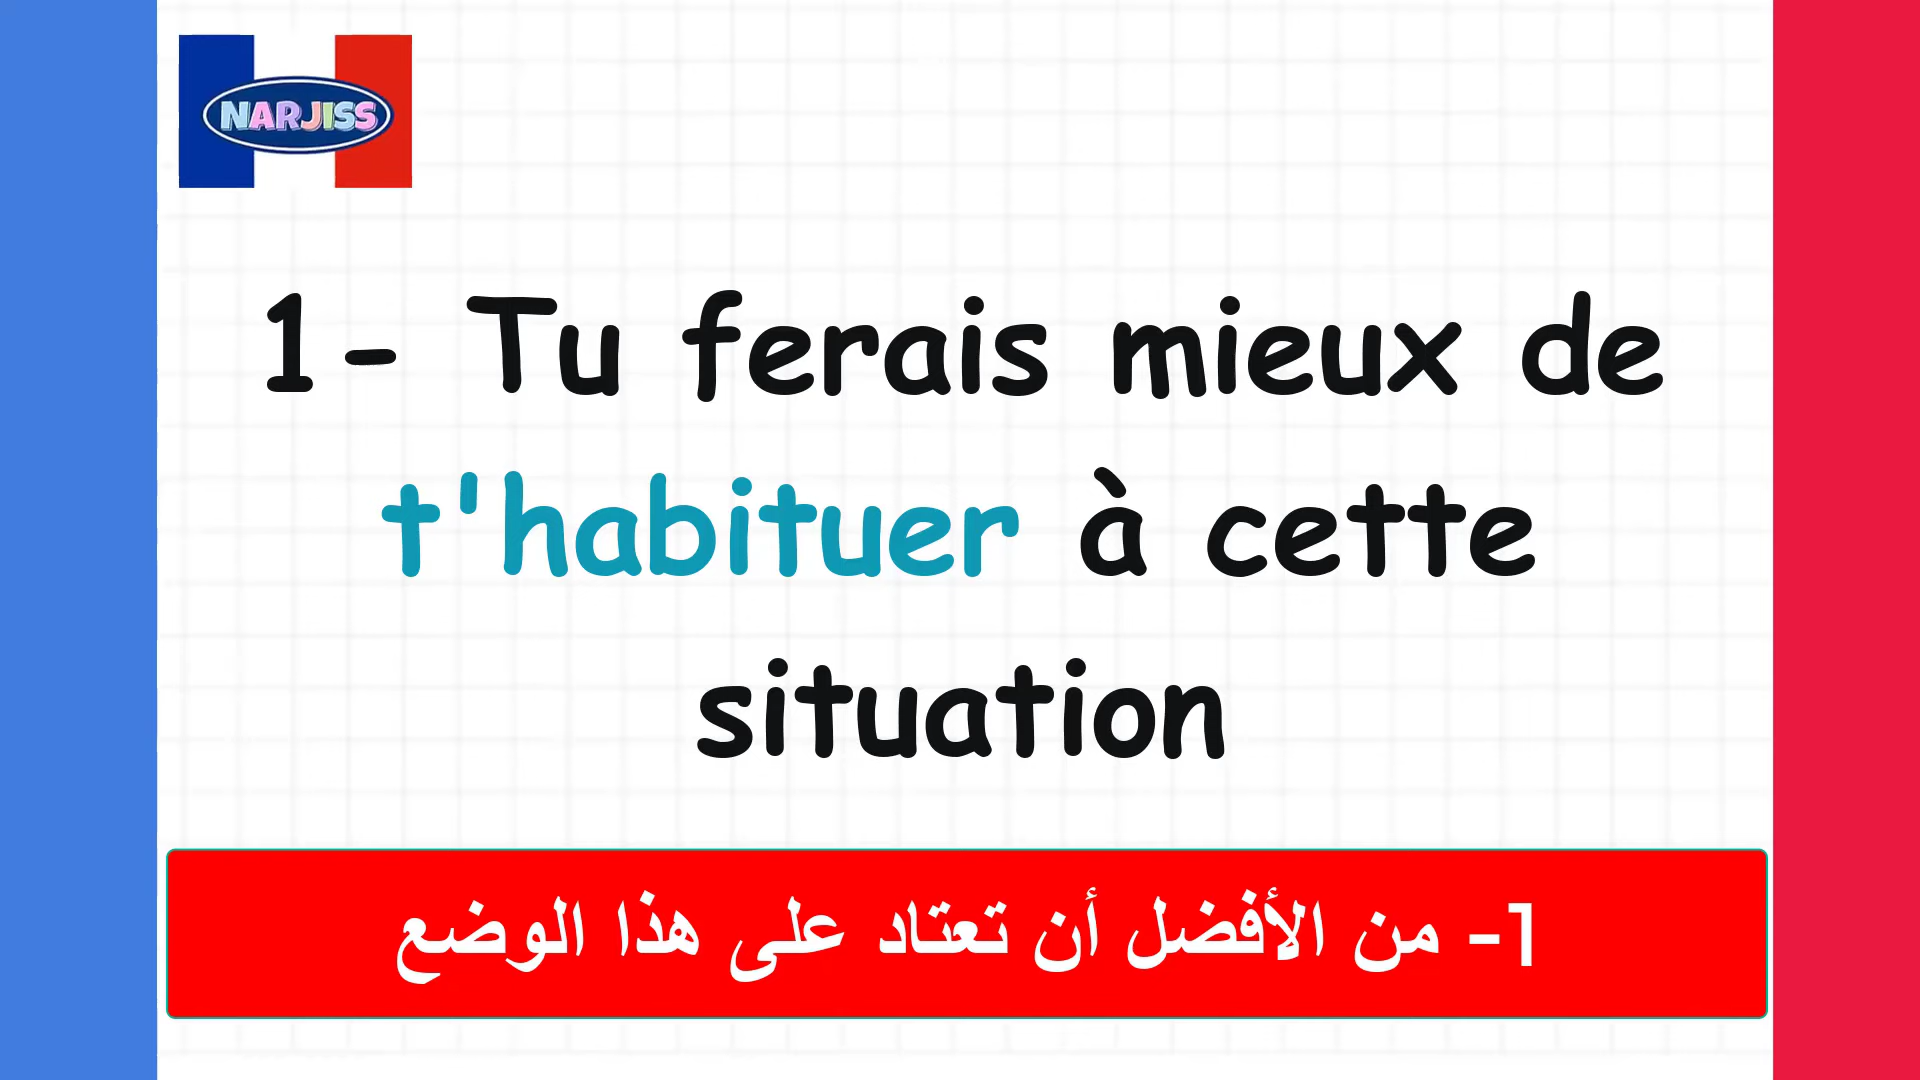 NARJISS
1- Tu ferais mieux de
t'habituer à cette
situation
1- من الأفضل أن تعتاد على هذا الوضع